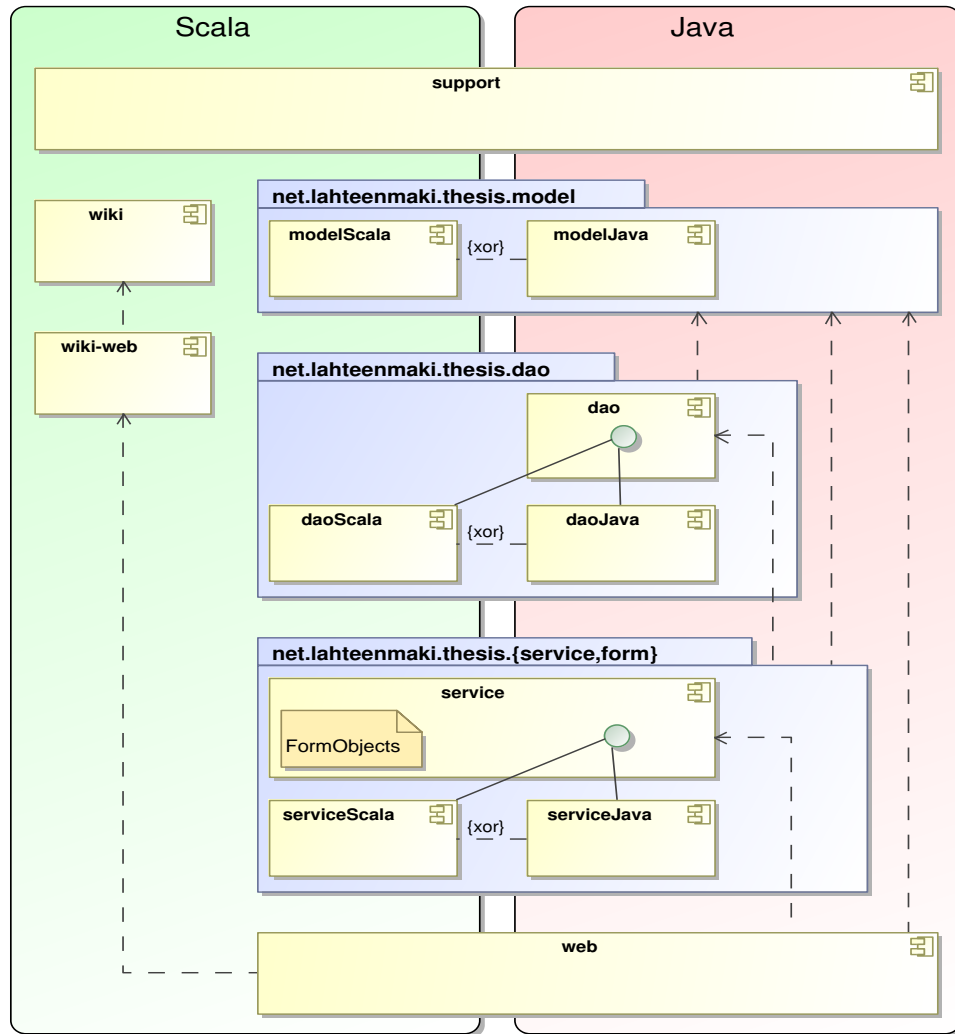 Scala
Java
support
net.lahteenmaki.thesis.model
wiki
modelScala
{xor}
modelJava
wiki-web
net.lahteenmaki.thesis.dao
dao
daoScala
{xor}
daoJava
net.lahteenmaki.thesis.{service,form}
service
FormObjects
serviceScala
{xor}
serviceJava
web